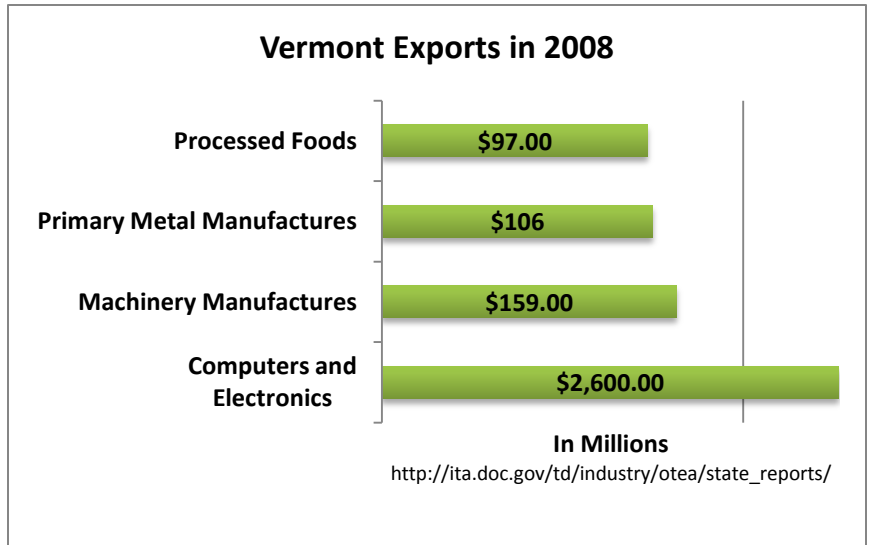 Vermont Exports in 2008
Processed Foods
$97.00
Primary Metal Manufactures
$106
Machinery Manufactures
$159.00
Computers and
Electronics
$2,600.00
In Millions
http://ita.doc.gov/td/industry/otea/state_reports/